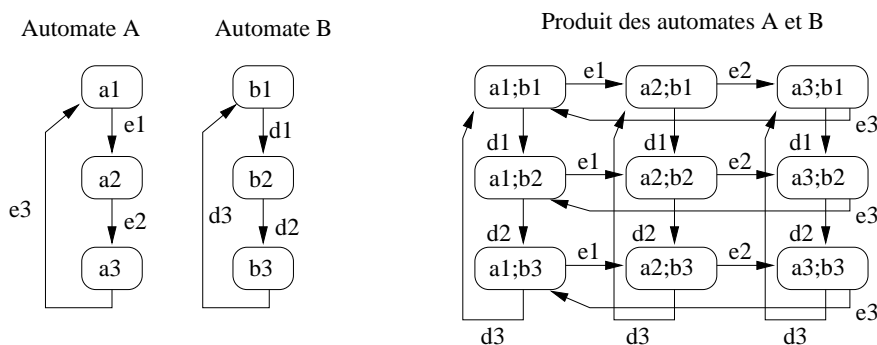 Automate A
Automate B
Produit des automates A et B
a1
e1
a2
e2
a3
e3
b1
d1
b2
d2
b3
d3
a1;b1
e1
a2;b1
e2
a3;b1
e3
d1
d1
d1
a1;b2
e1
a2;b2
e2
a3;b2
e3
d2
d2
d2
a1;b3
e1
a2;b3
e2
a3;b3
e3
d3
d3
d3